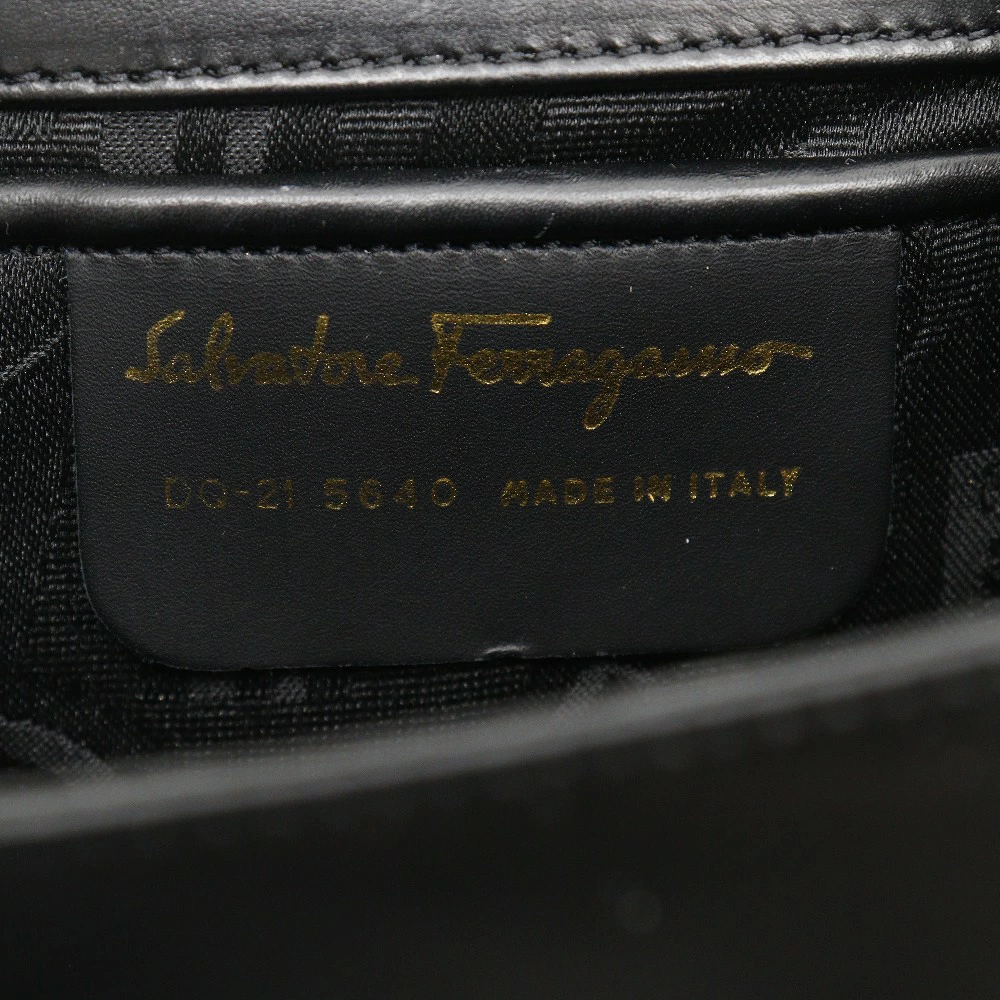 Salvatore Ferragamo
DQ-21 5640 MADE IN ITALY